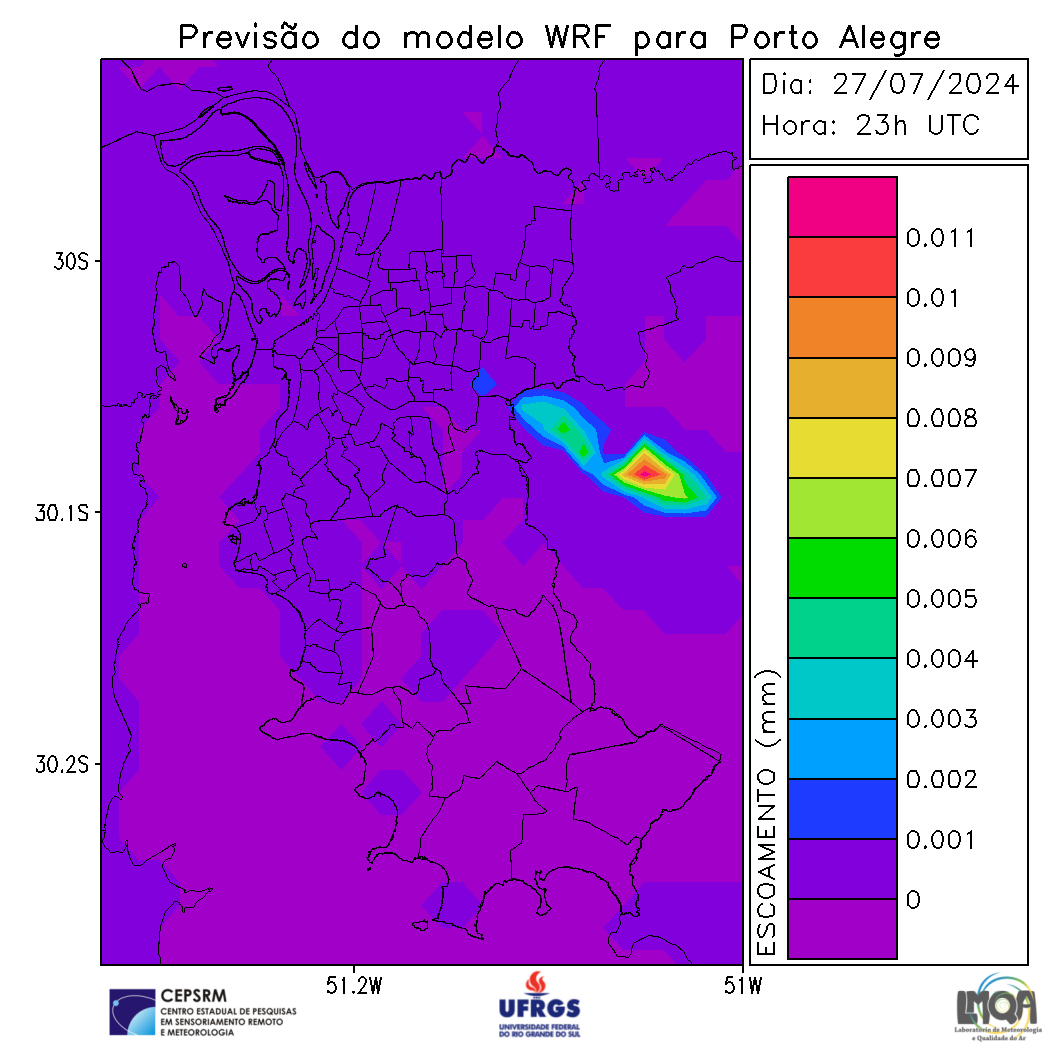 Previsão do modelo WRF para Porto Alegre
Dia: 27/07/2024
Hora: 23h UTC
30S
30.1S
30.2S
51.2W
51W
ESCOAMENTO (mm)
0.011
0.01
0.009
0.008
0.007
0.006
0.005
0.004
0.003
0.002
0.001
0
CEPSRM
CENTRO ESTADUAL DE PESQUISAS
EM SENSORIAMENTO REMOTO
E METEOROLOGIA
UFRGS
UNIVERSIDADE FEDERAL
DO RIO GRANDE DO SUL
LMQA
Laboratório de Meteorologia
e Qualidade do Ar